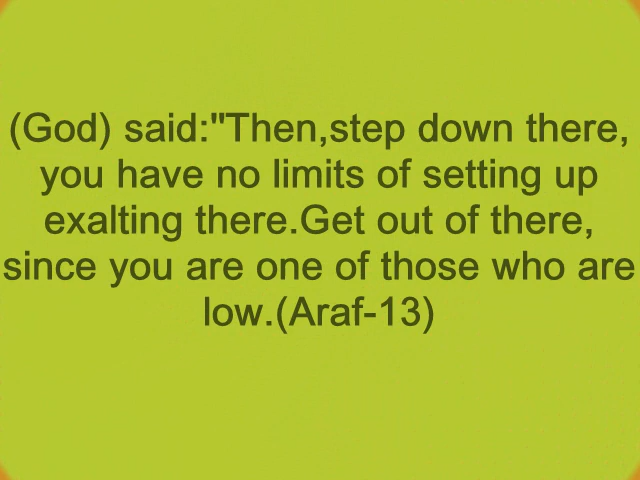 (God) said:"Then,step down there,
you have no limits of setting up
exalting there.Get out of there,
since you are one of those who are
low.(Araf-13)